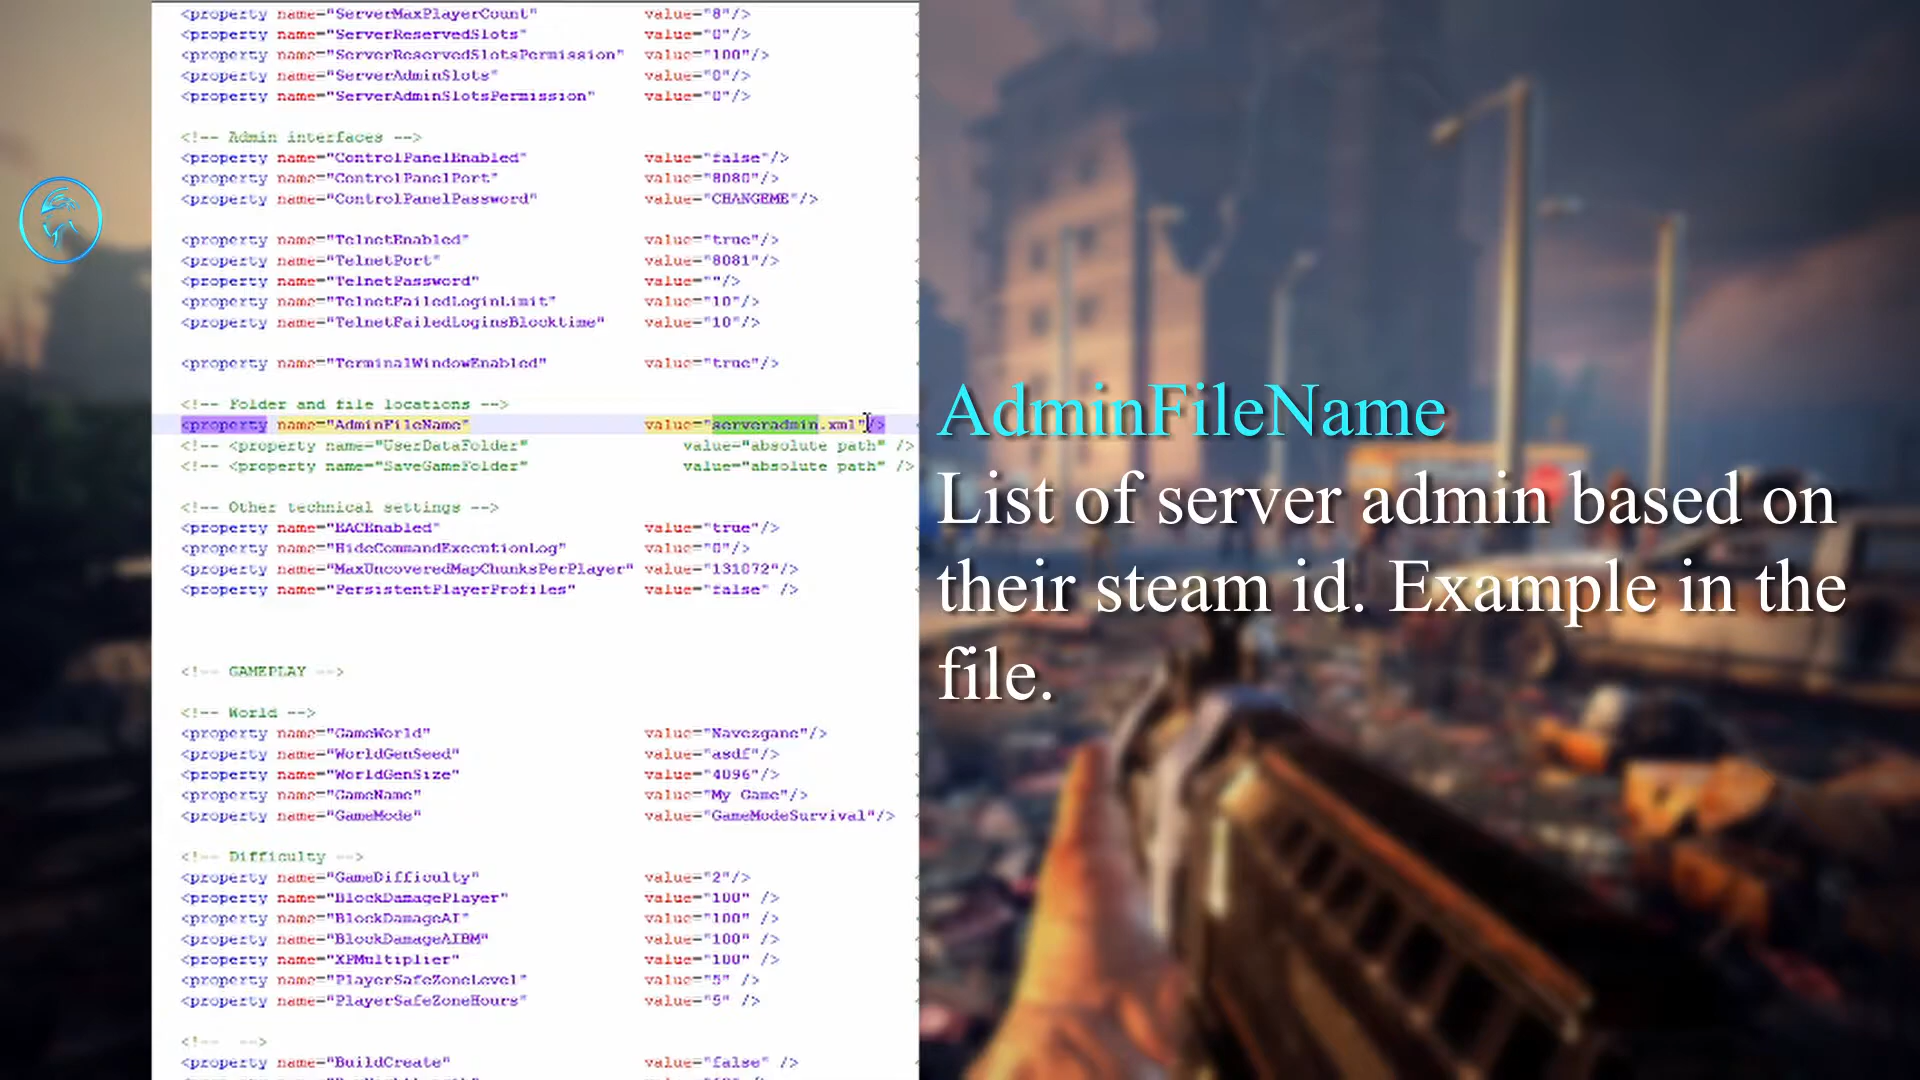 <property name="ServerMaxPlayerCount" value="8"/>
<property name="ServerReservedSlots" value="0"/>
<property name="ServerReservedSlotsPermission" value="100"/>
<property name="ServerAdminSlots" value="0"/>
<property name="ServerAdminSlotsPermission" value="0"/>
<!-- Admin interfaces -->
<property name="ControlPanelEnabled" value="false"/>
<property name="ControlPanelPort" value="8080"/>
<property name="ControlPanelPassword" value="CHANGEME"/>
<property name="TelnetEnabled" value="true"/>
<property name="TelnetPort" value="8081"/>
<property name="TelnetPassword" value=""/>
<property name="TelnetFailedLoginLimit" value="10"/>
<property name="TelnetFailedLoginsBlocktime" value="10"/>
<property name="TerminalWindowEnabled" value="true"/>
<!-- Folder and file locations -->
<property name="AdminFileName" value="serveradmin.xml"/>
<!-- <property name="UserDataFolder" value="absolute path" />
<!-- <property name="SaveGameFolder" value="absolute path" />
<!-- Other technical settings -->
<property name="EACEnabled" value="true"/>
<property name="HideCommandExecutionLog" value="0"/>
<property name="MaxUncoveredMapChunksPerPlayer" value="131072"/>
<property name="PersistentPlayerProfiles" value="false" />
<!-- GAMEPLAY -->
<!-- World -->
<property name="GameWorld" value="Navezgane"/>
<property name="WorldGenSeed" value="asdf"/>
<property name="WorldGenSize" value="4096"/>
<property name="GameName" value="My Game"/>
<property name="GameMode" value="GameModeSurvival"/>
<!-- Difficulty -->
<property name="GameDifficulty" value="2"/>
<property name="BlockDamagePlayer" value="100" />
<property name="BlockDamageAI" value="100" />
<property name="BlockDamageAIBM" value="100" />
<property name="XPMultiplier" value="100" />
<property name="PlayerSafeZoneLevel" value="5" />
<property name="PlayerSafeZoneHours" value="5" />
<!-- -->
<property name="BuildCreate" value="false" />
AdminFileName
List of server admin based on
their steam id. Example in the
file.